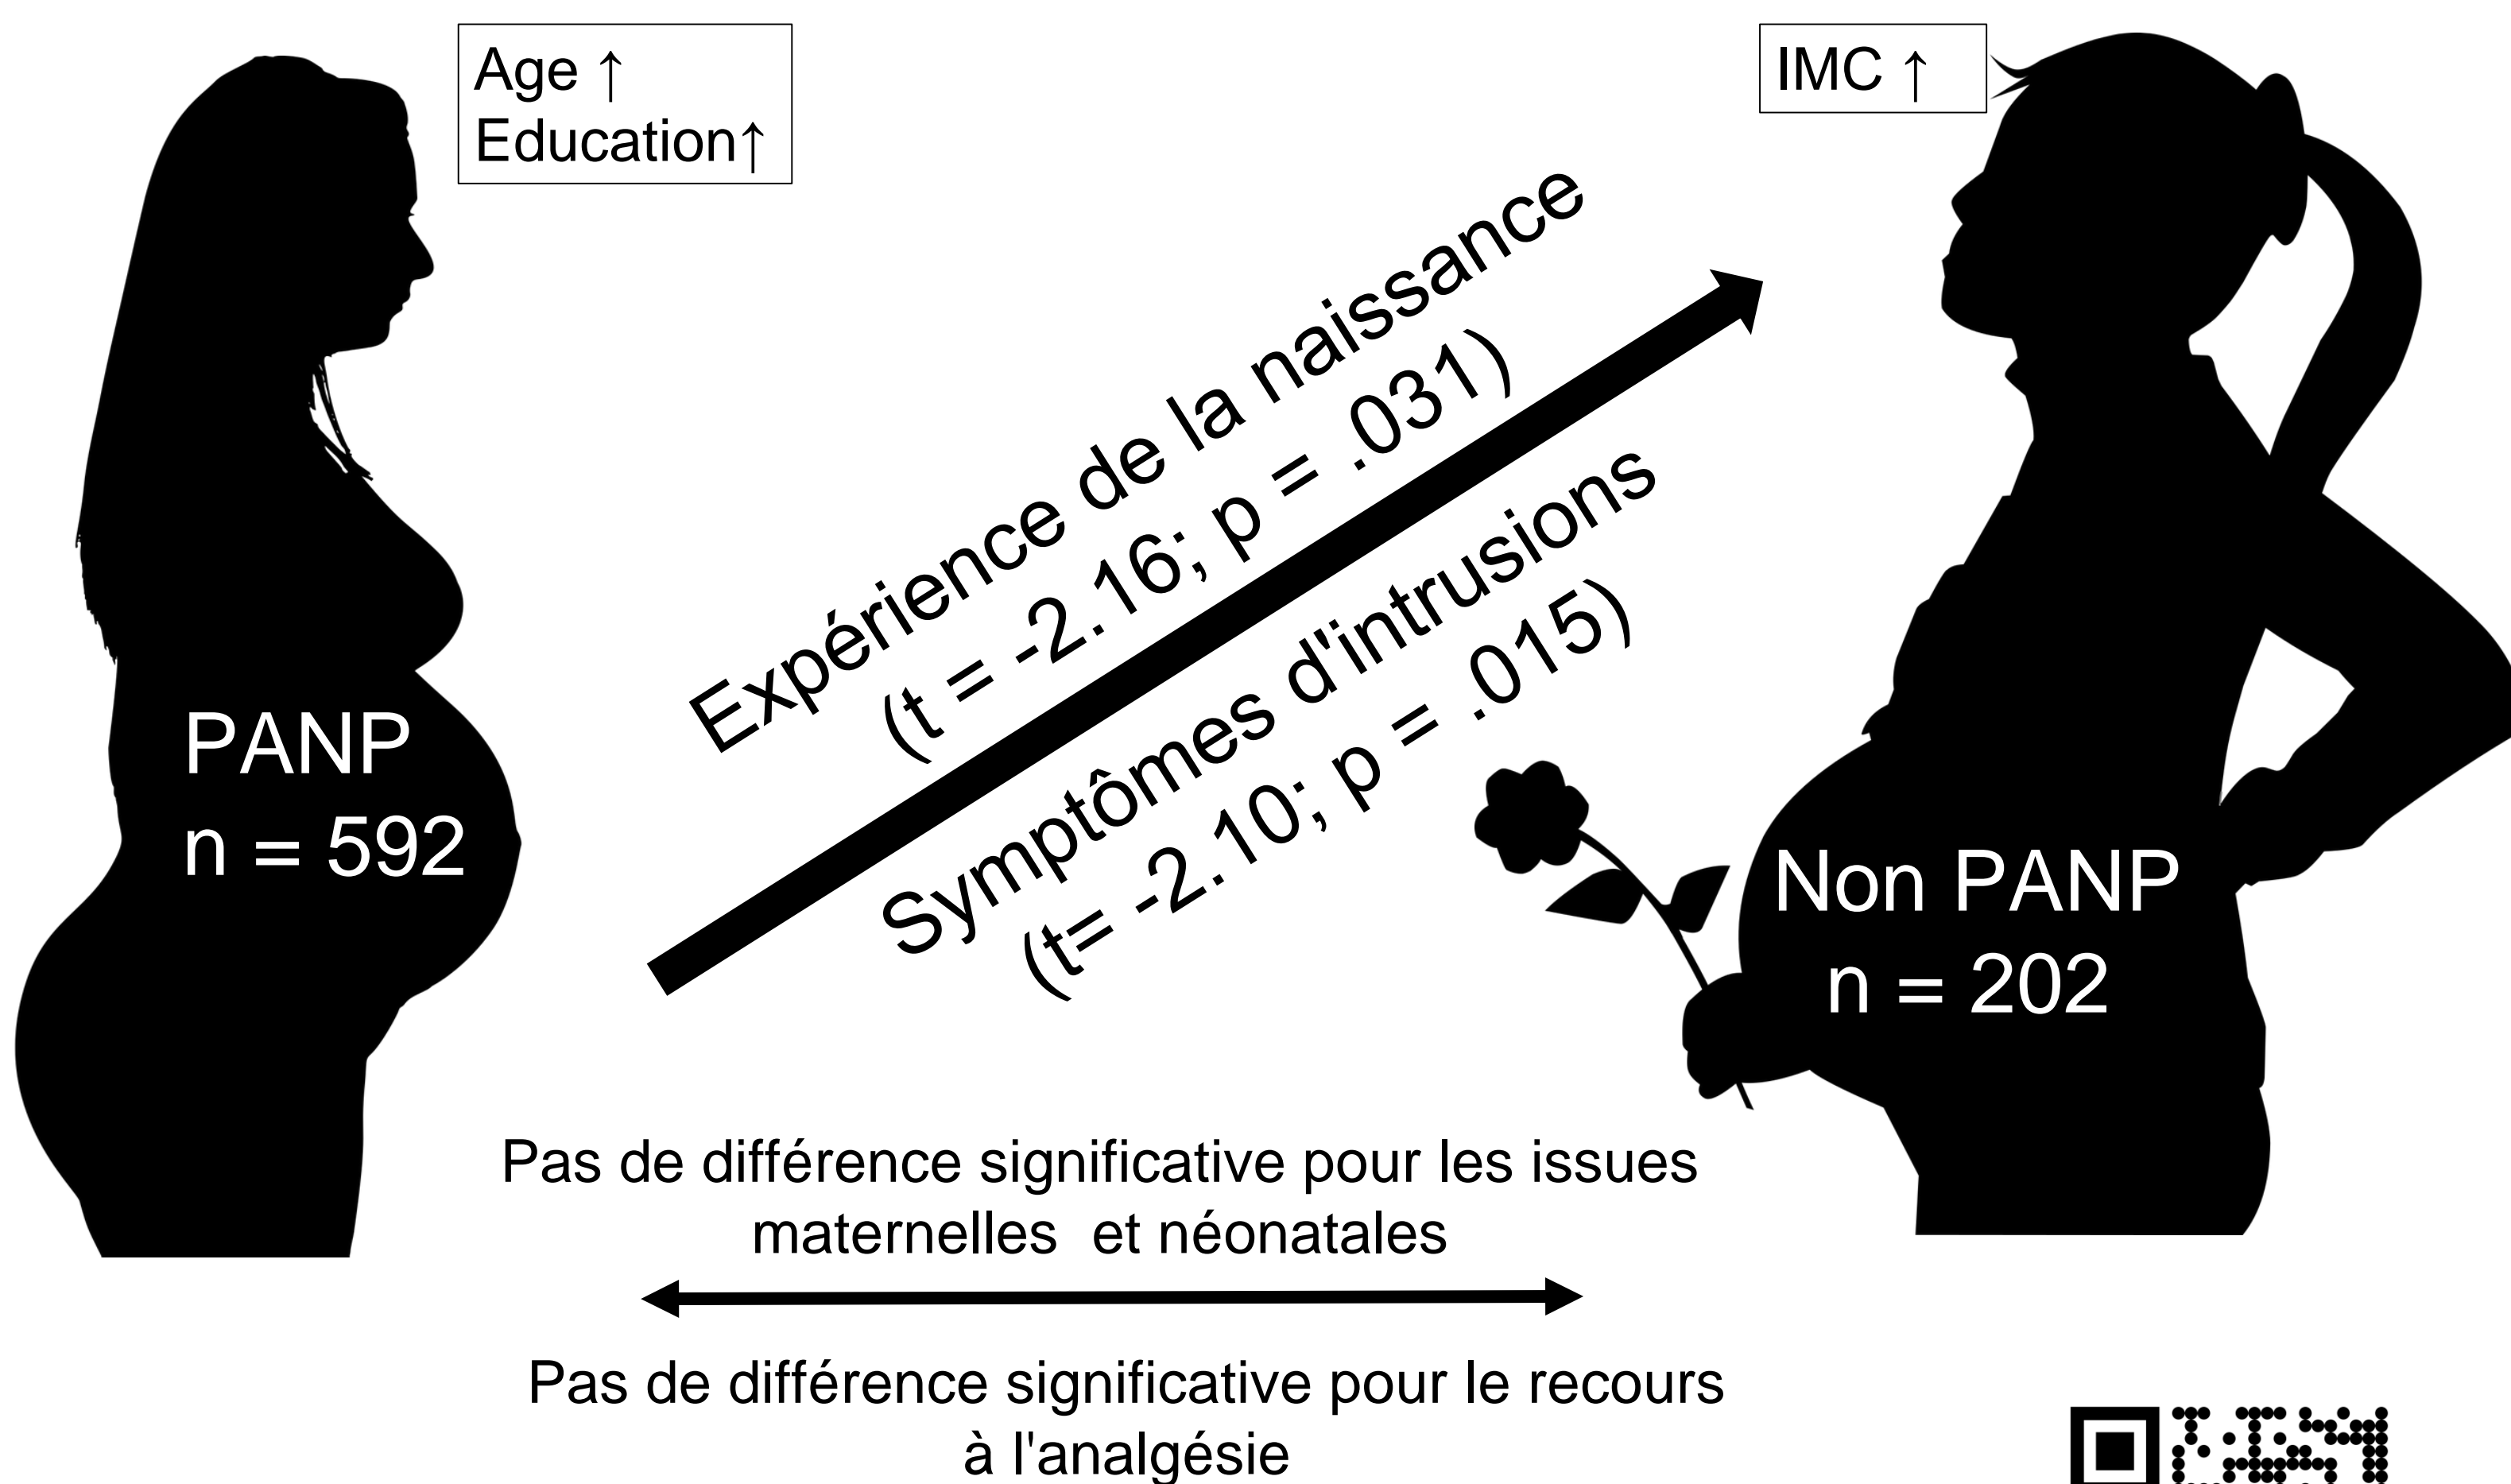 Age ↑
Education↑
IMC ↑
Expérience de la naissance
(t = -2.16; p = .031)
Symptômes d'intrusions
(t= -2.10; p = .015)
PANP
n = 592
Non PANP
n = 202
Pas de différence significative pour les issues
maternelles et néonatales
Pas de différence significative pour le recours
à l'analgésie